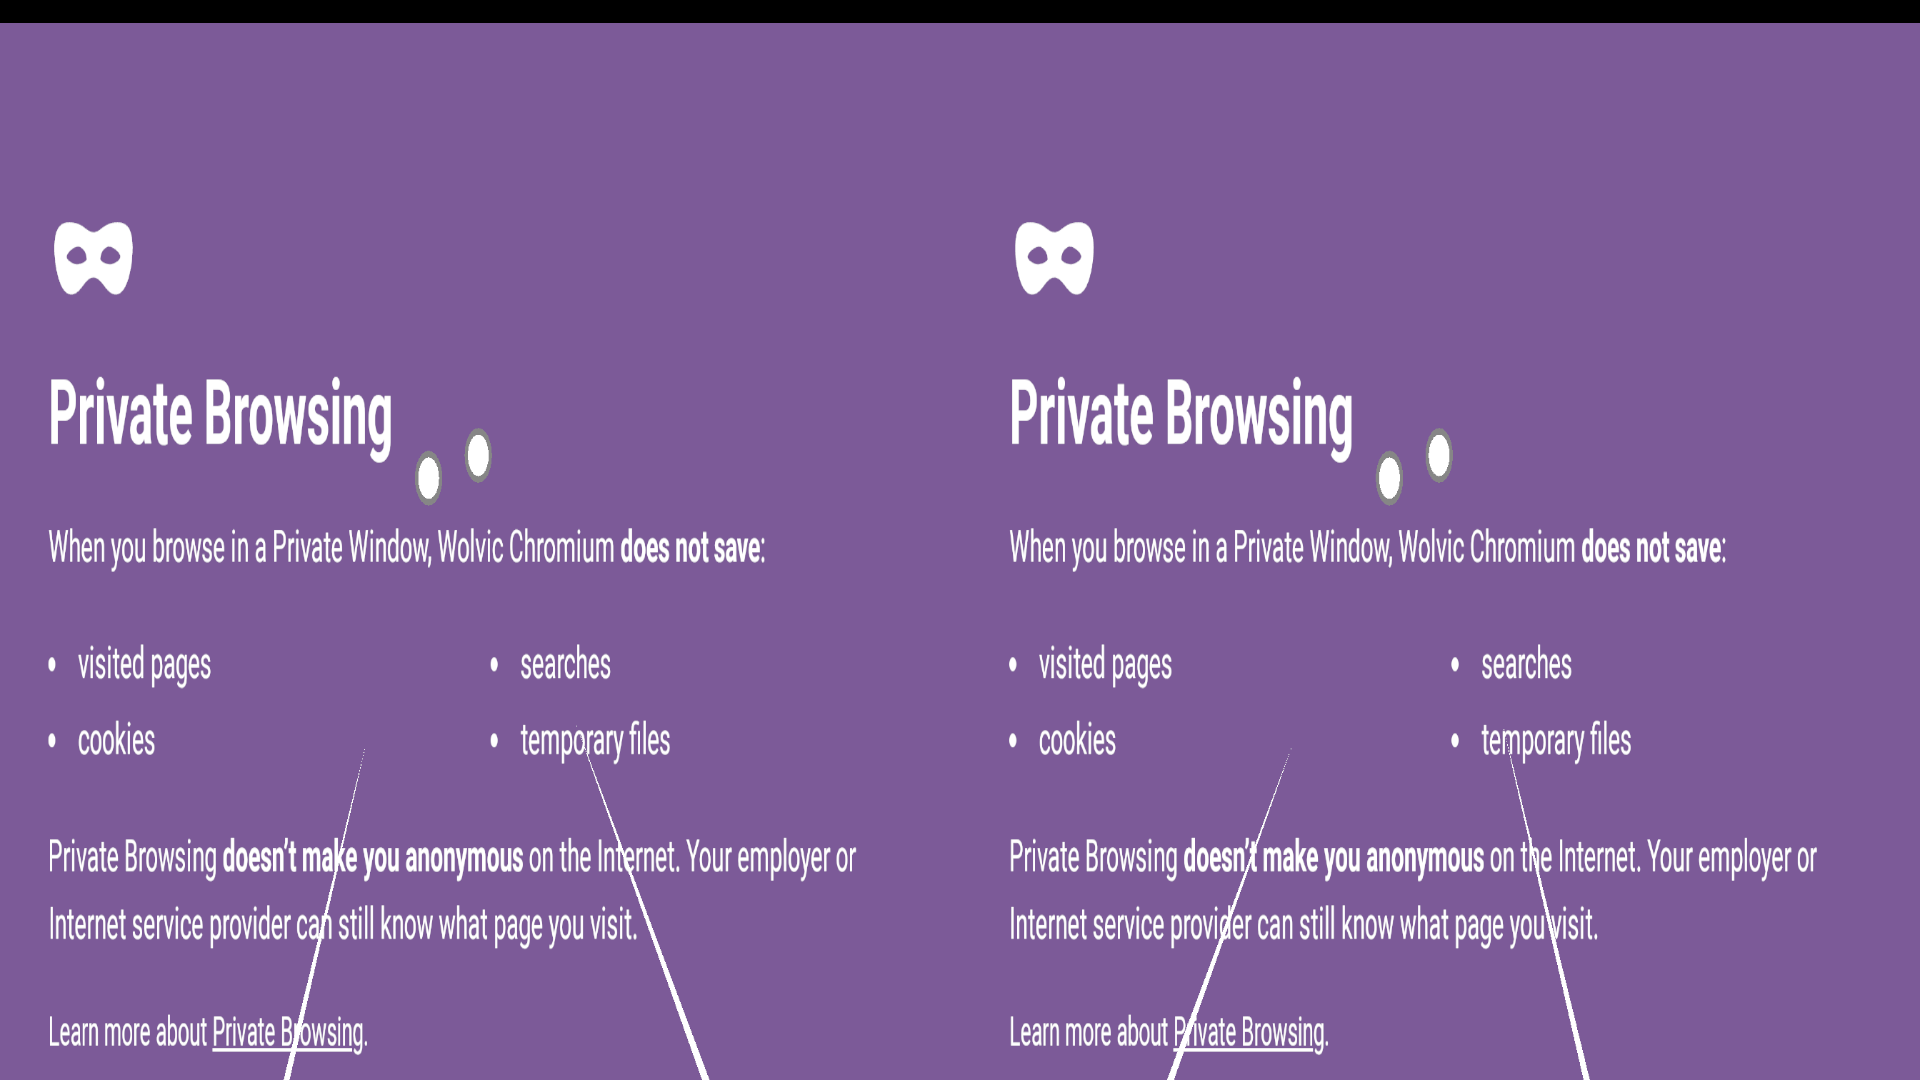 Private Browsing
When you browse in a Private Window, Wolvic Chromium does not save:
• visited pages
• searches
• cookies
• temporary files
Private Browsing doesn’t make you anonymous on the Internet. Your employer or
Internet service provider can still know what page you visit.
Learn more about Private Browsing.
Private Browsing
When you browse in a Private Window, Wolvic Chromium does not save:
• visited pages
• searches
• cookies
• temporary files
Private Browsing doesn’t make you anonymous on the Internet. Your employer or
Internet service provider can still know what page you visit.
Learn more about Private Browsing.